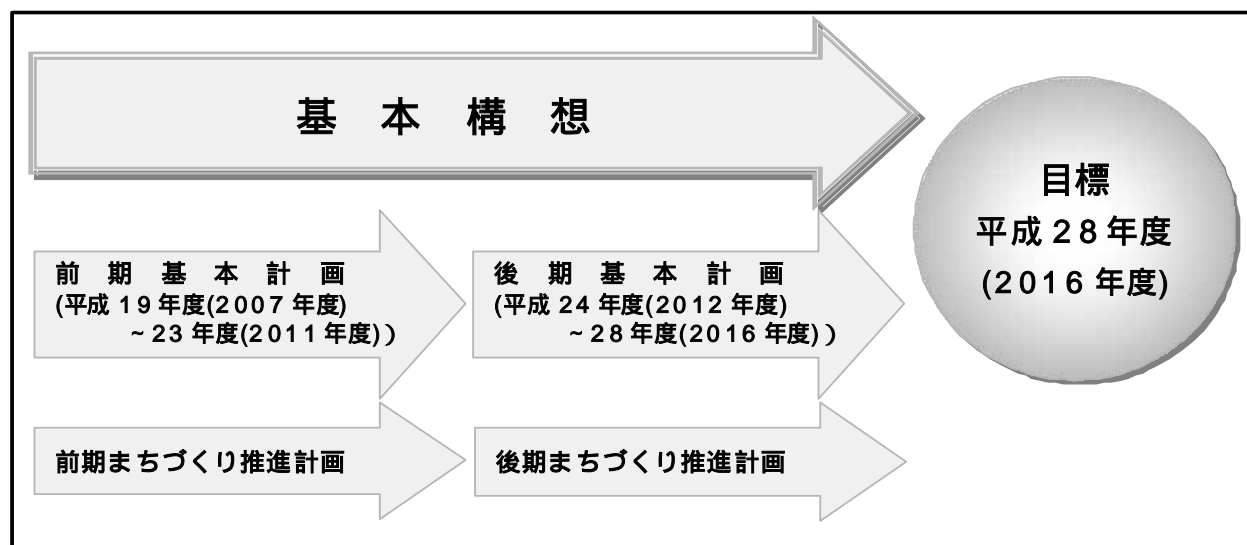 基本構想
目標
平成28年度
(2016年度)
前期基本計画
(平成19年度(2007年度)
~23年度(2011年度))
後期基本計画
(平成24年度(2012年度)
~28年度(2016年度))
前期まちづくり推進計画
後期まちづくり推進計画